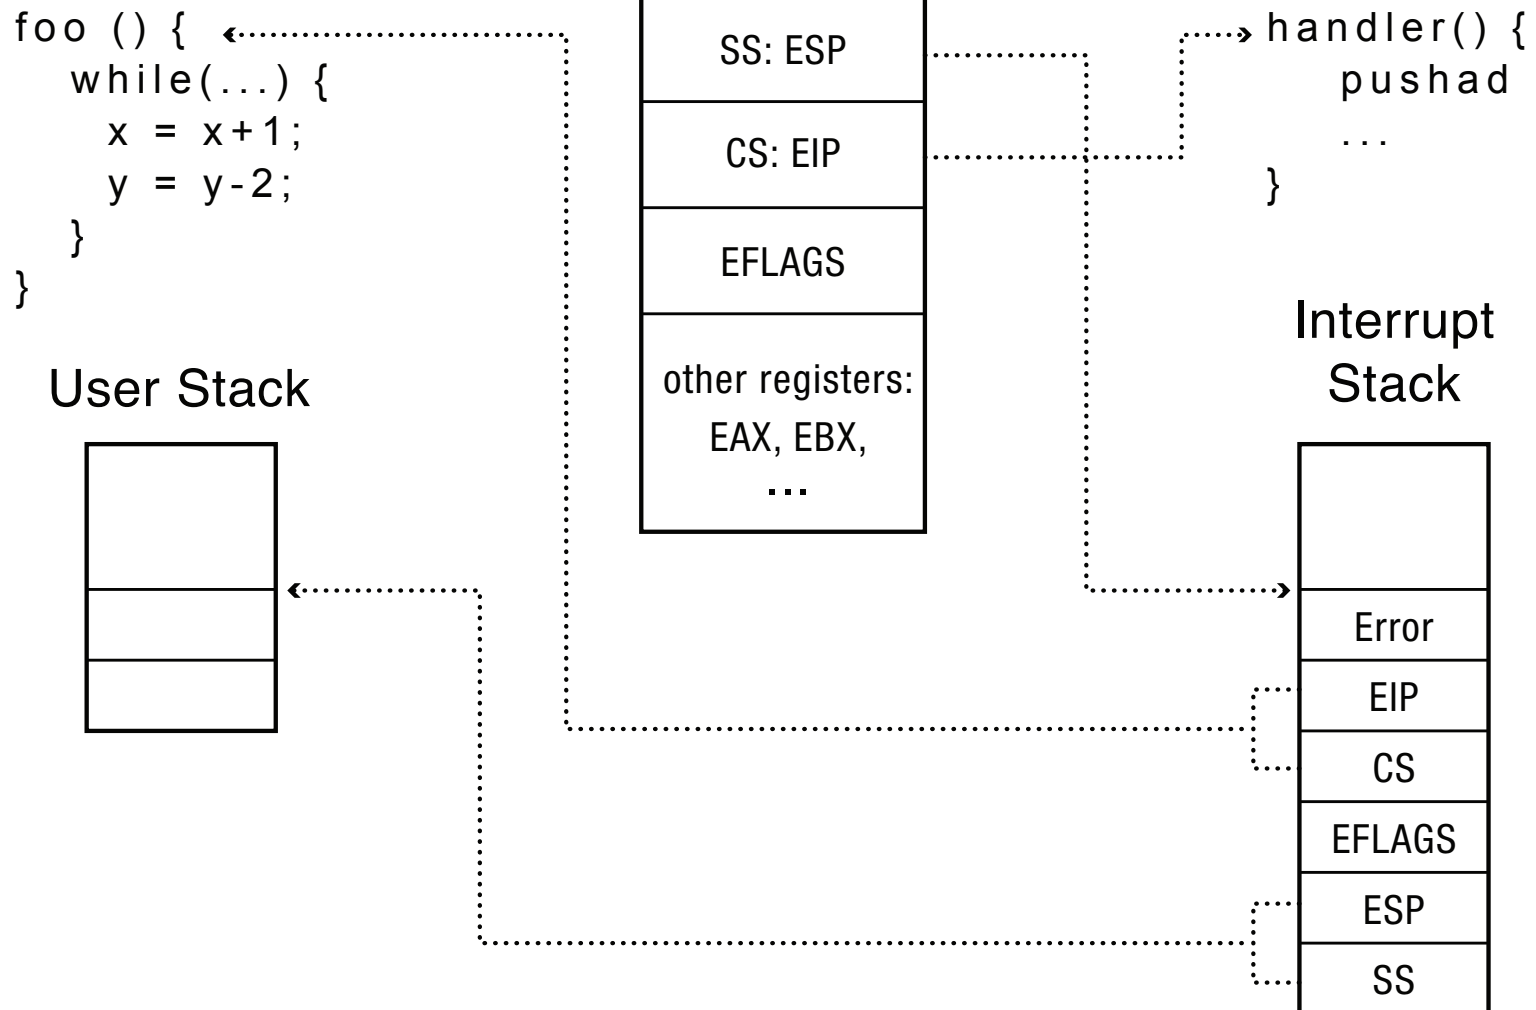 foo () {
while(...) {
x = x+1;
y = y-2;
}
}
User Stack
SS: ESP
CS: EIP
EFLAGS
other registers:
EAX, EBX,
...
handler() {
pushad
...
}
Interrupt
Stack
Error
EIP
CS
EFLAGS
ESP
SS